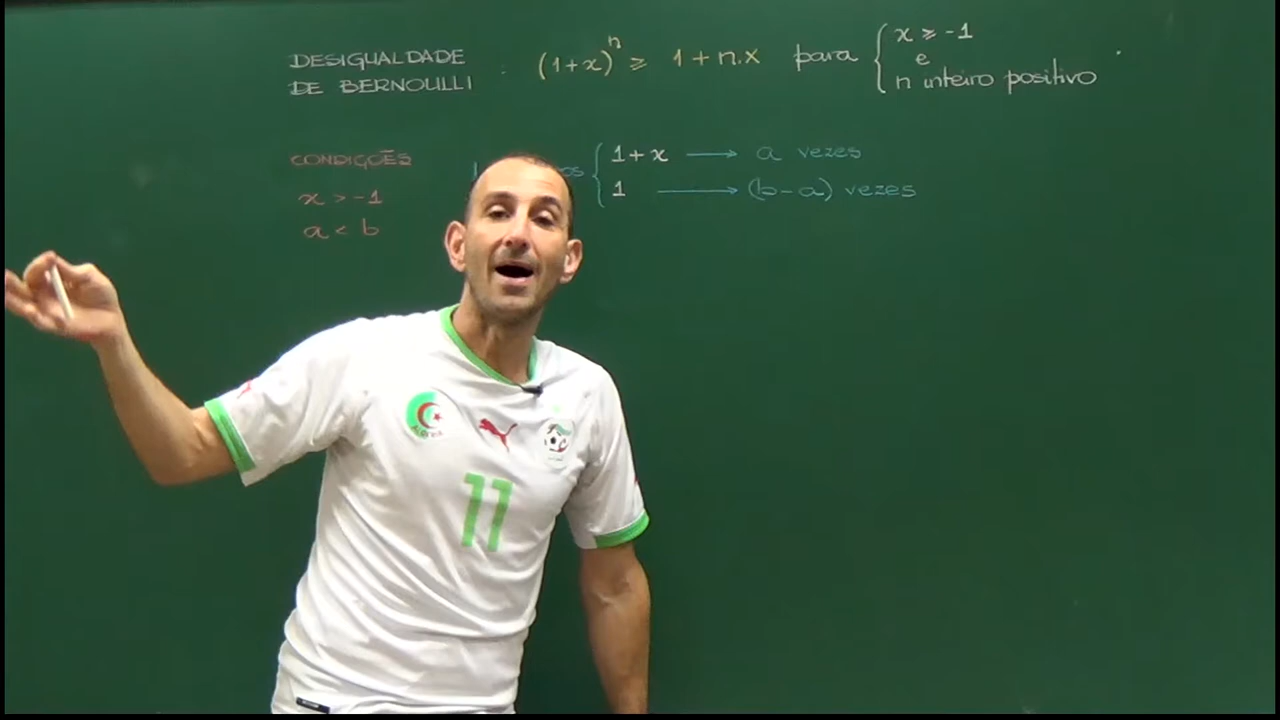 DESIGUALDADE
DE BERNOULLI : (1+x)^n ≥ 1+n.x para { x ≥ -1
e
n inteiro positivo
CONDIÇÕES
{ 1+x → a vezes
1 → (b-a) vezes
x > -1
a < b
11